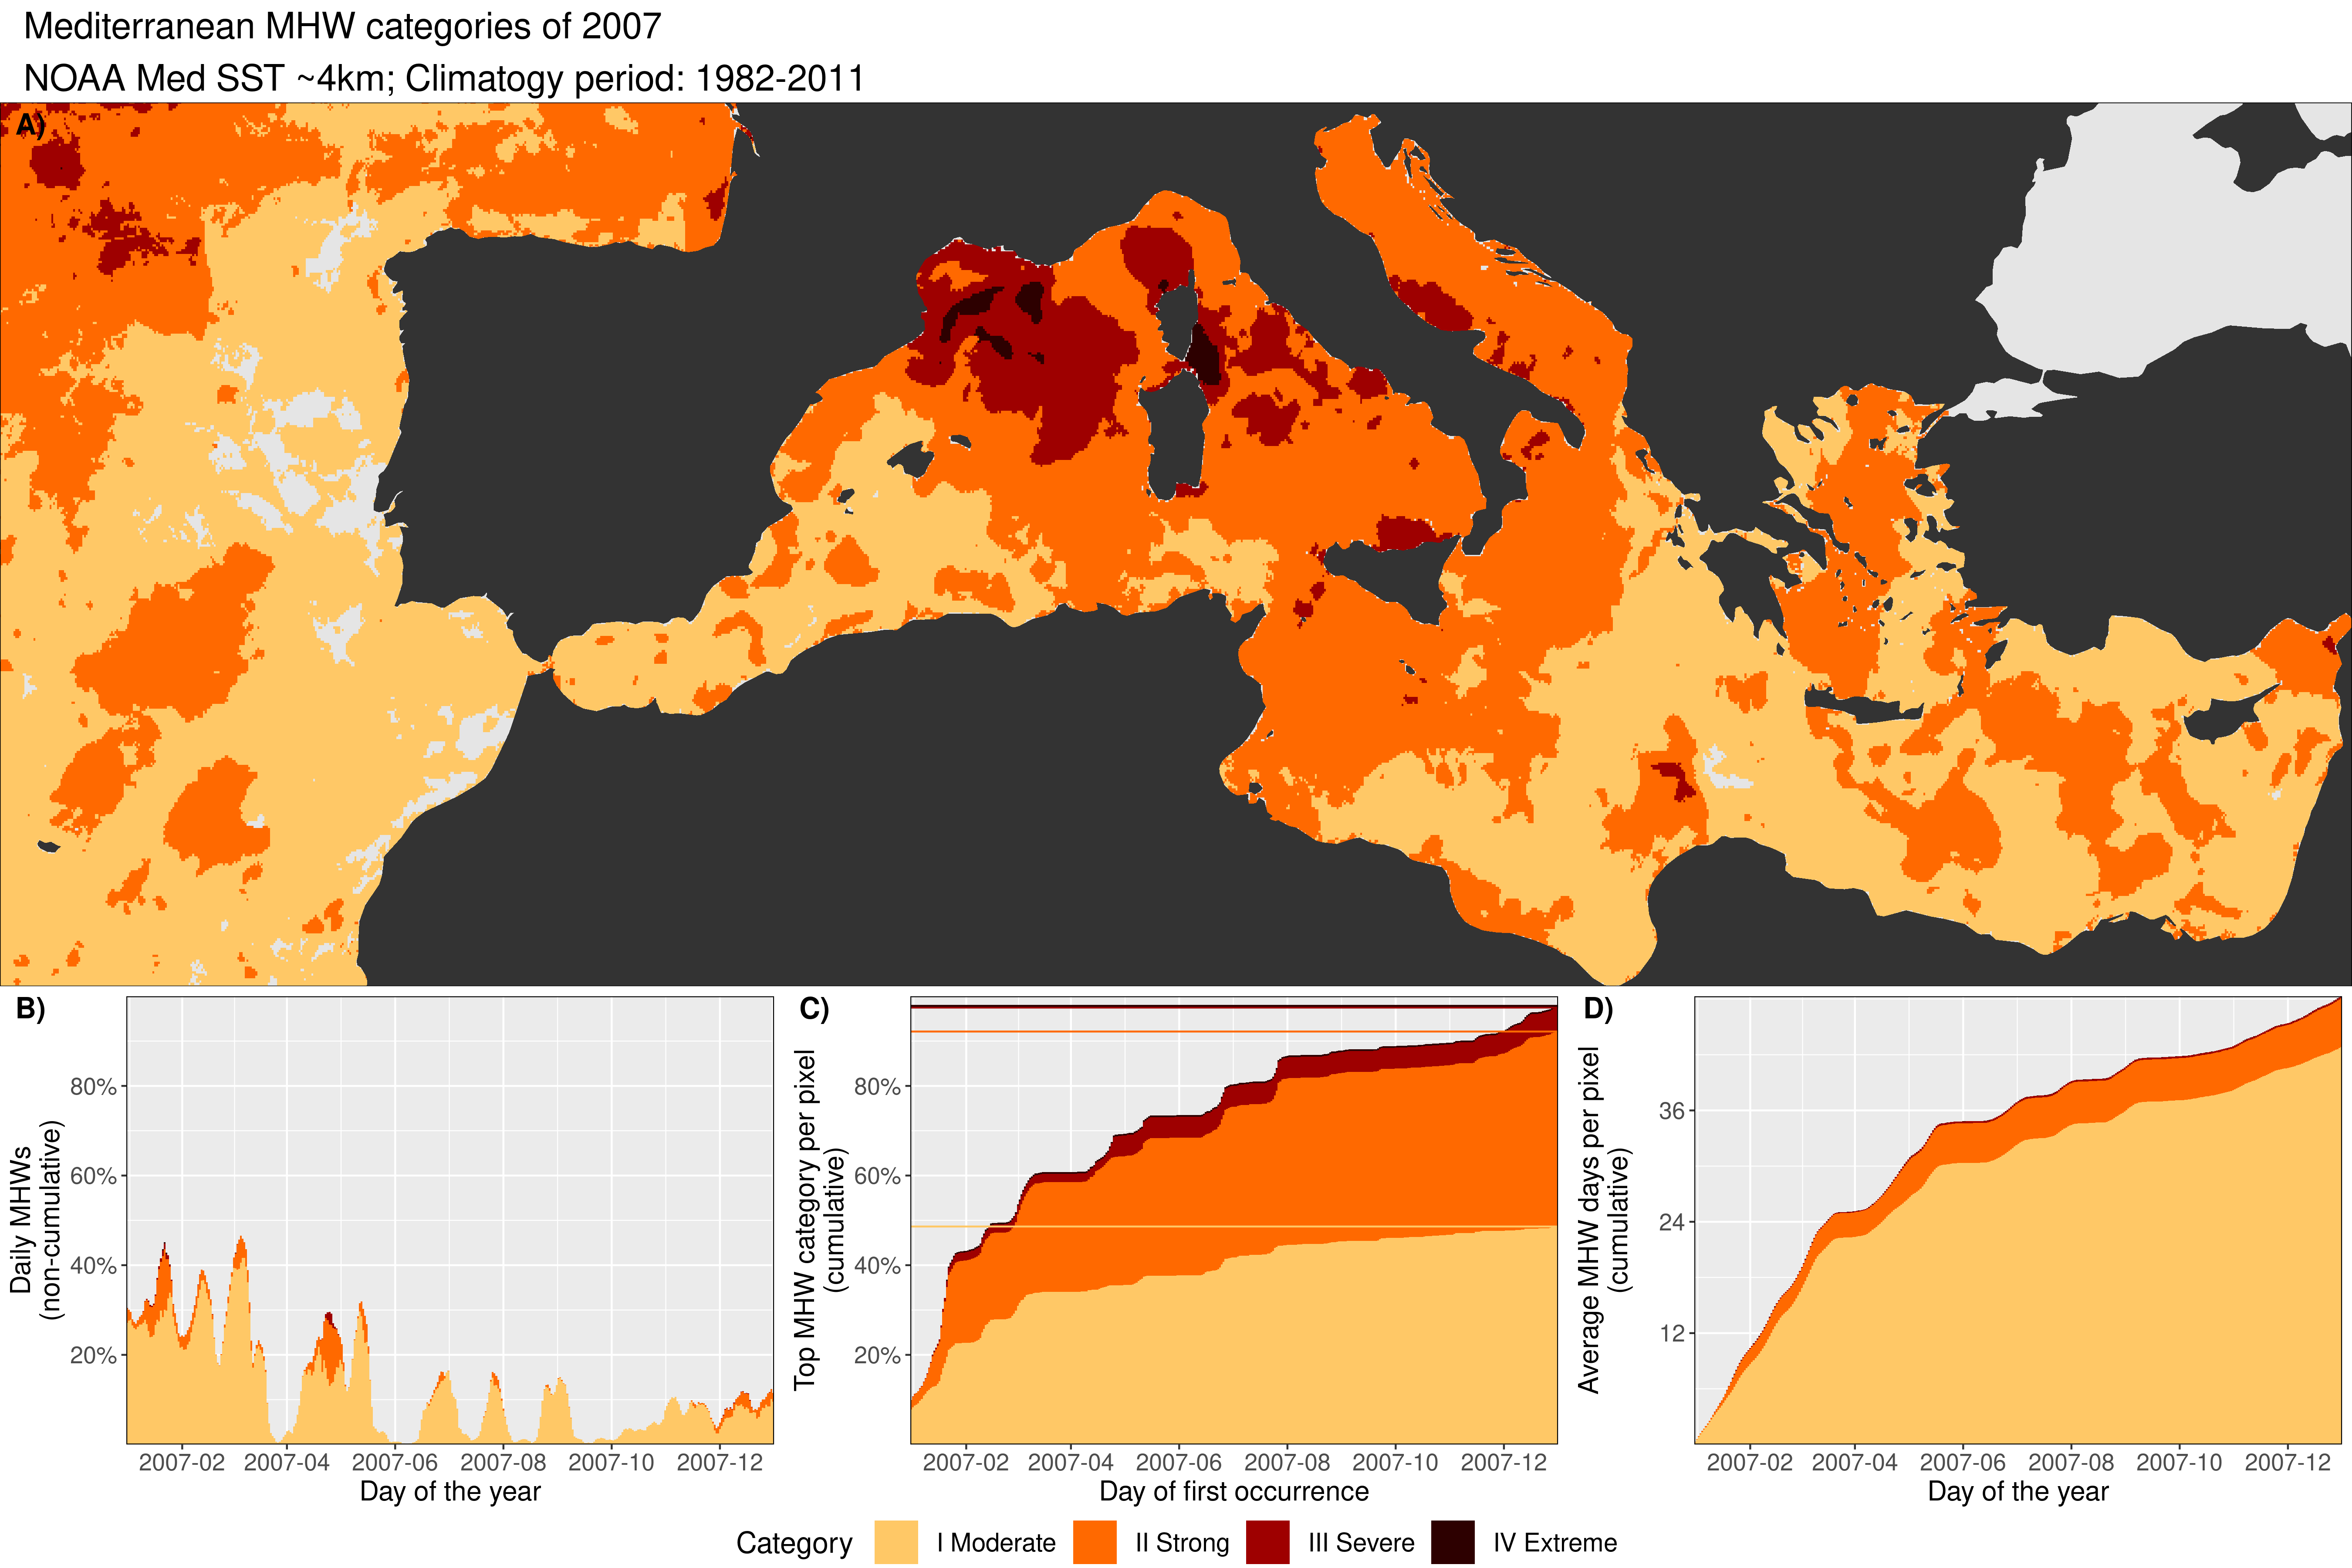 Mediterranean MHW categories of 2007
NOAA Med SST ~4km; Climatogy period: 1982-2011
A)
B)
Daily MHWs
(non-cumulative)
80%
60%
40%
20%
2007-02 2007-04 2007-06 2007-08 2007-10 2007-12
Day of the year
C)
Top MHW category per pixel
(cumulative)
80%
60%
40%
20%
2007-02 2007-04 2007-06 2007-08 2007-10 2007-12
Day of first occurrence
D)
Average MHW days per pixel
(cumulative)
36
24
12
2007-02 2007-04 2007-06 2007-08 2007-10 2007-12
Day of the year
Category I Moderate II Strong III Severe IV Extreme